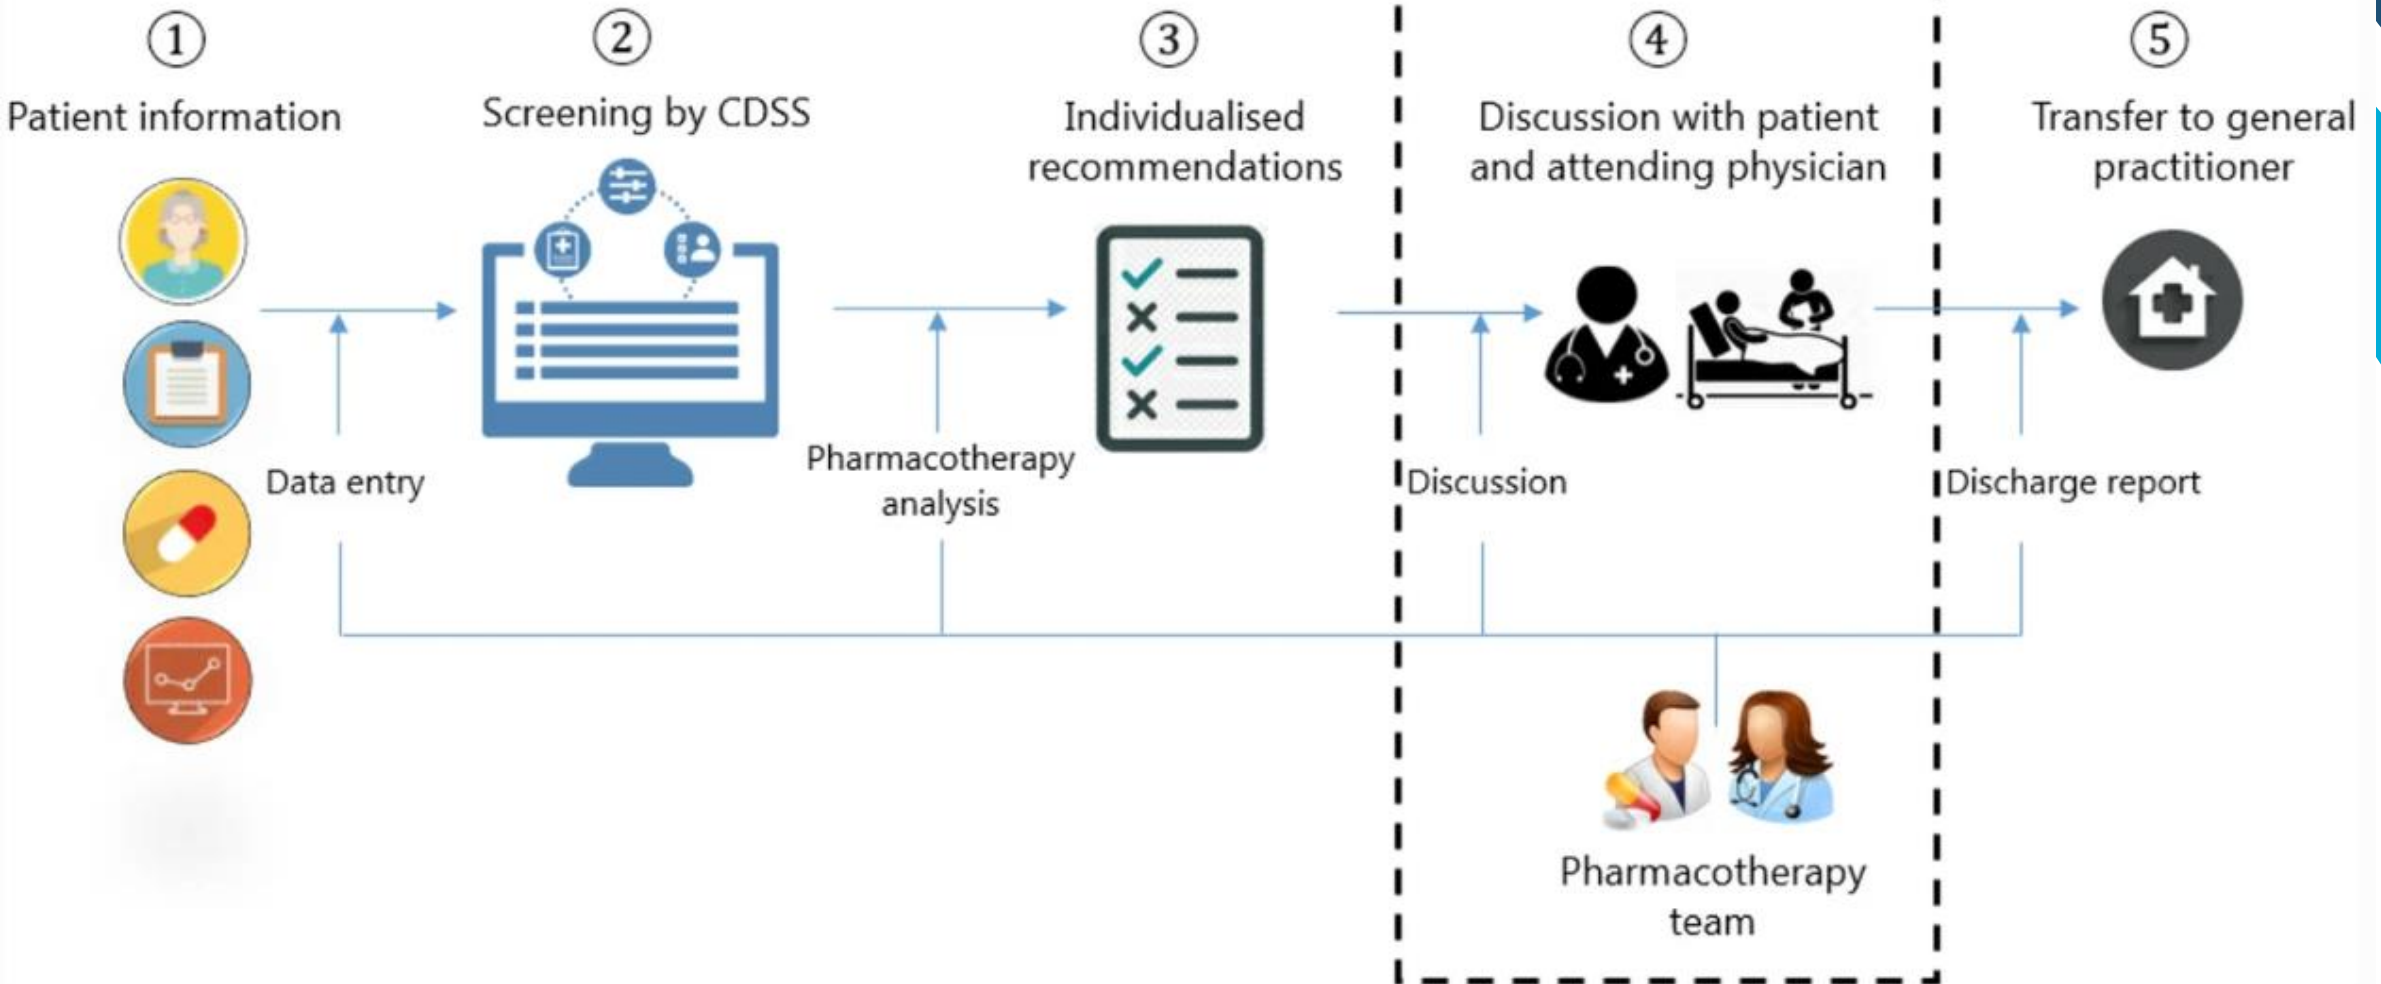 ①
Patient information
②
Screening by CDSS
③
Individualised
recommendations
④
Discussion with patient
and attending physician
⑤
Transfer to general
practitioner
Data entry
Pharmacotherapy
analysis
Discussion
Discharge report
Pharmacotherapy
team